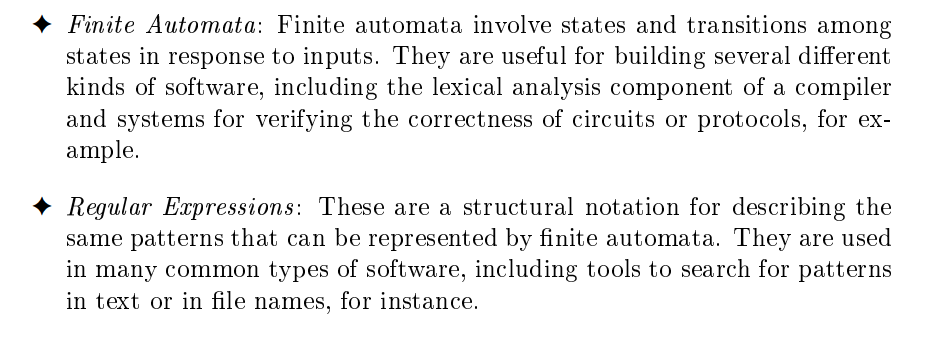 ✦ Finite Automata: Finite automata involve states and transitions among
states in response to inputs. They are useful for building several different
kinds of software, including the lexical analysis component of a compiler
and systems for verifying the correctness of circuits or protocols, for ex-
ample.
✦ Regular Expressions: These are a structural notation for describing the
same patterns that can be represented by finite automata. They are used
in many common types of software, including tools to search for patterns
in text or in file names, for instance.